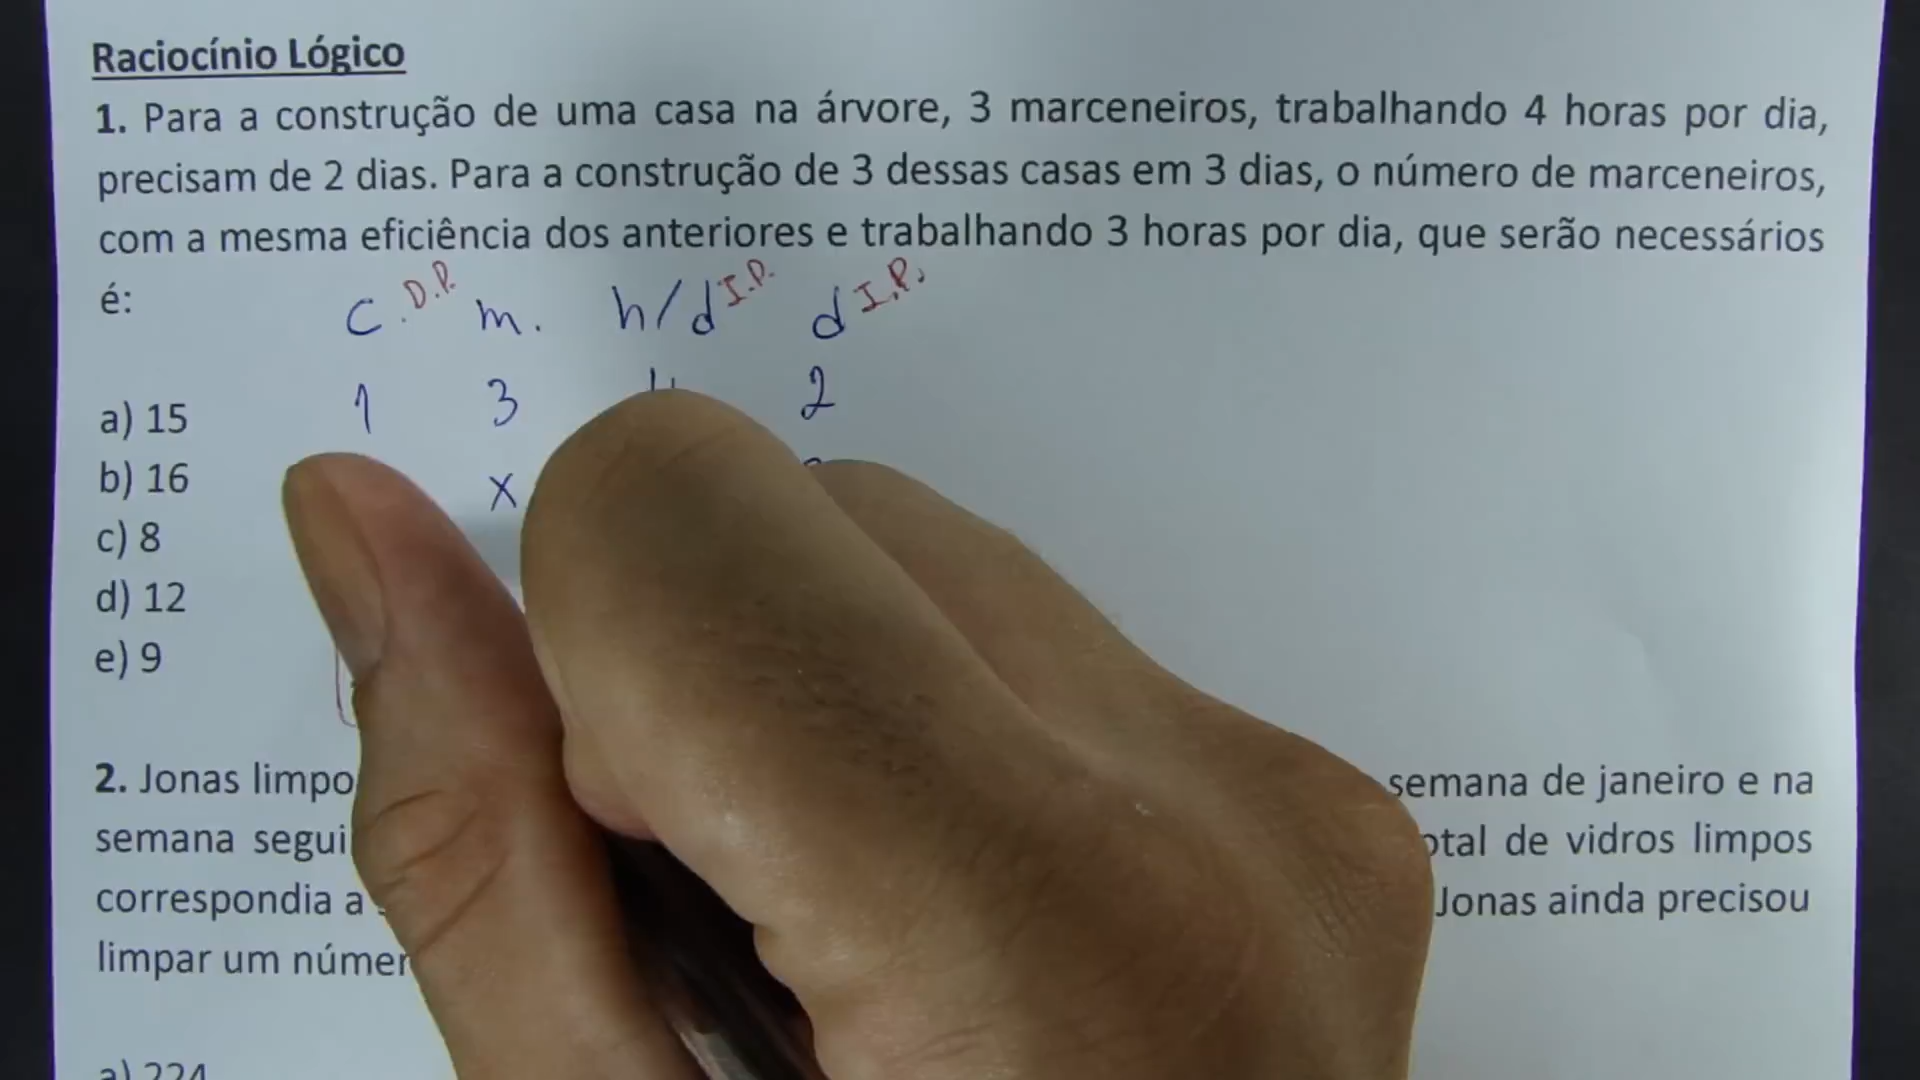 Raciocínio Lógico
1. Para a construção de uma casa na árvore, 3 marceneiros, trabalhando 4 horas por dia,
precisam de 2 dias. Para a construção de 3 dessas casas em 3 dias, o número de marceneiros,
com a mesma eficiência dos anteriores e trabalhando 3 horas por dia, que serão necessários
é:
C. D.P. m. h/d I.P. d I.P.
1 3 2
a) 15
b) 16
x
c) 8
d) 12
e) 9
2. Jonas limpo semana de janeiro e na
semana segui otal de vidros limpos
correspondia a Jonas ainda precisou
limpar um númer
a) 224